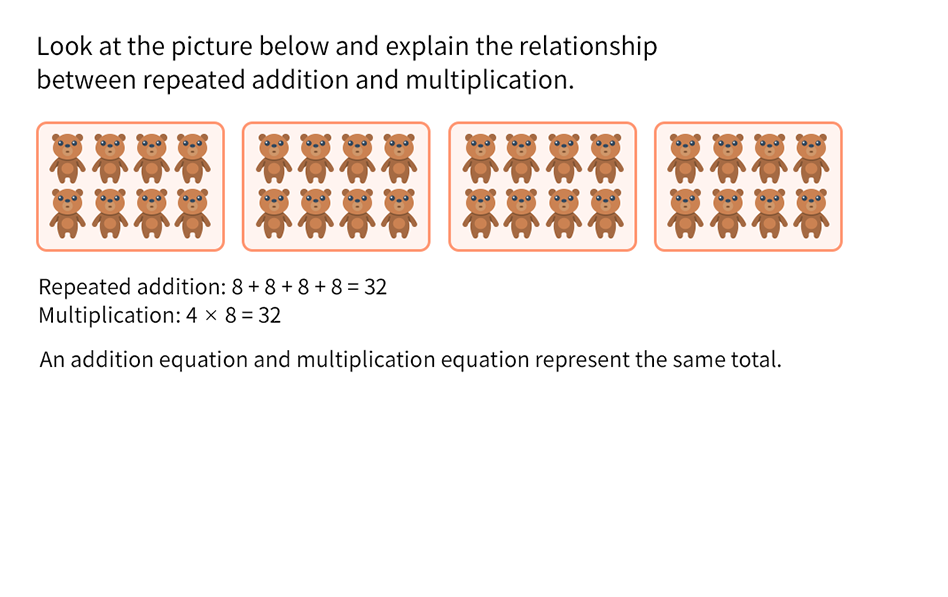 Look at the picture below and explain the relationship
between repeated addition and multiplication.
Repeated addition: 8 + 8 + 8 + 8 = 32
Multiplication: 4 × 8 = 32
An addition equation and multiplication equation represent the same total.